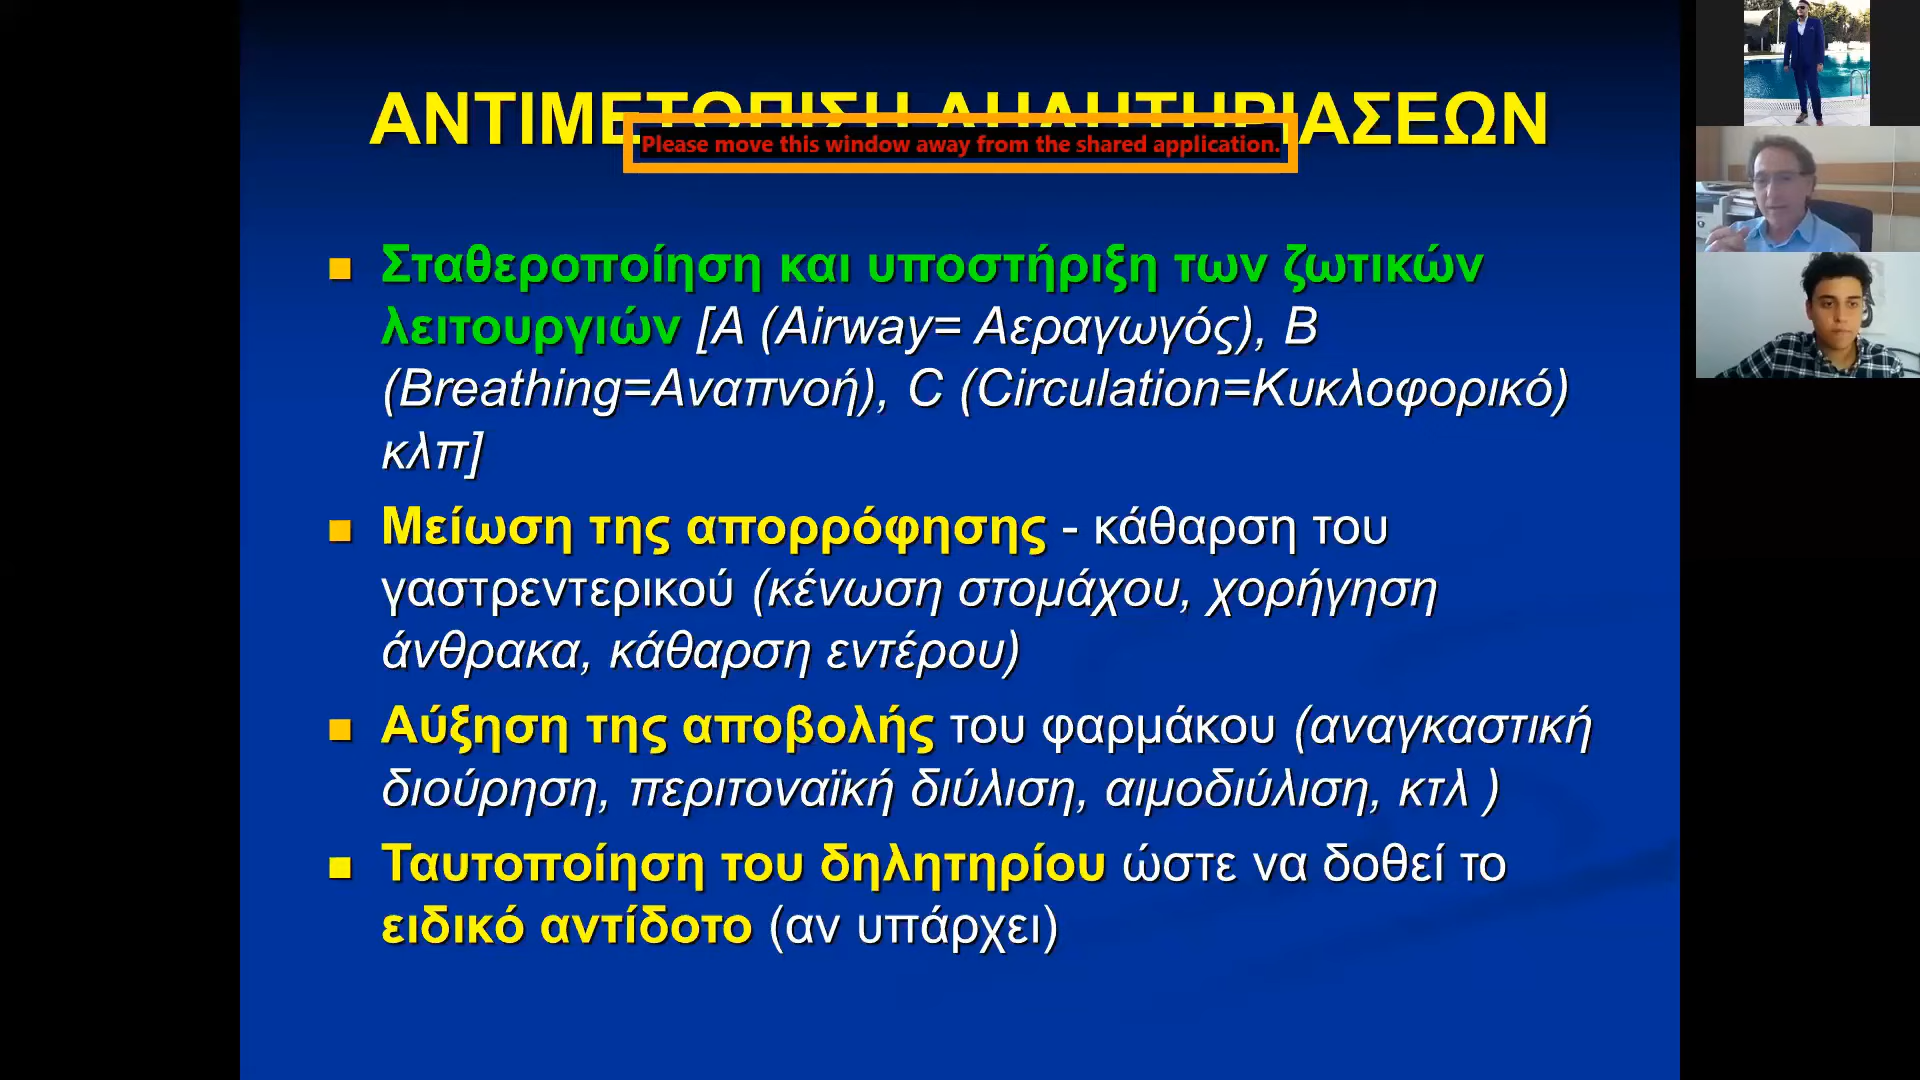 Please move this window away from the shared application.
Σταθεροποίηση και υποστήριξη των ζωτικών
λειτουργιών [A (Airway= Αεραγωγός), B
(Breathing=Αναπνοή), C (Circulation=Κυκλοφορικό)
κλπ]
Μείωση της απορρόφησης - κάθαρση του
γαστρεντερικού (κένωση στομάχου, χορήγηση
άνθρακα, κάθαρση εντέρου)
Αύξηση της αποβολής του φαρμάκου (αναγκαστική
διούρηση, περιτοναϊκή διύλιση, αιμοδιύλιση, κτλ )
Ταυτοποίηση του δηλητηρίου ώστε να δοθεί το
ειδικό αντίδοτο (αν υπάρχει)